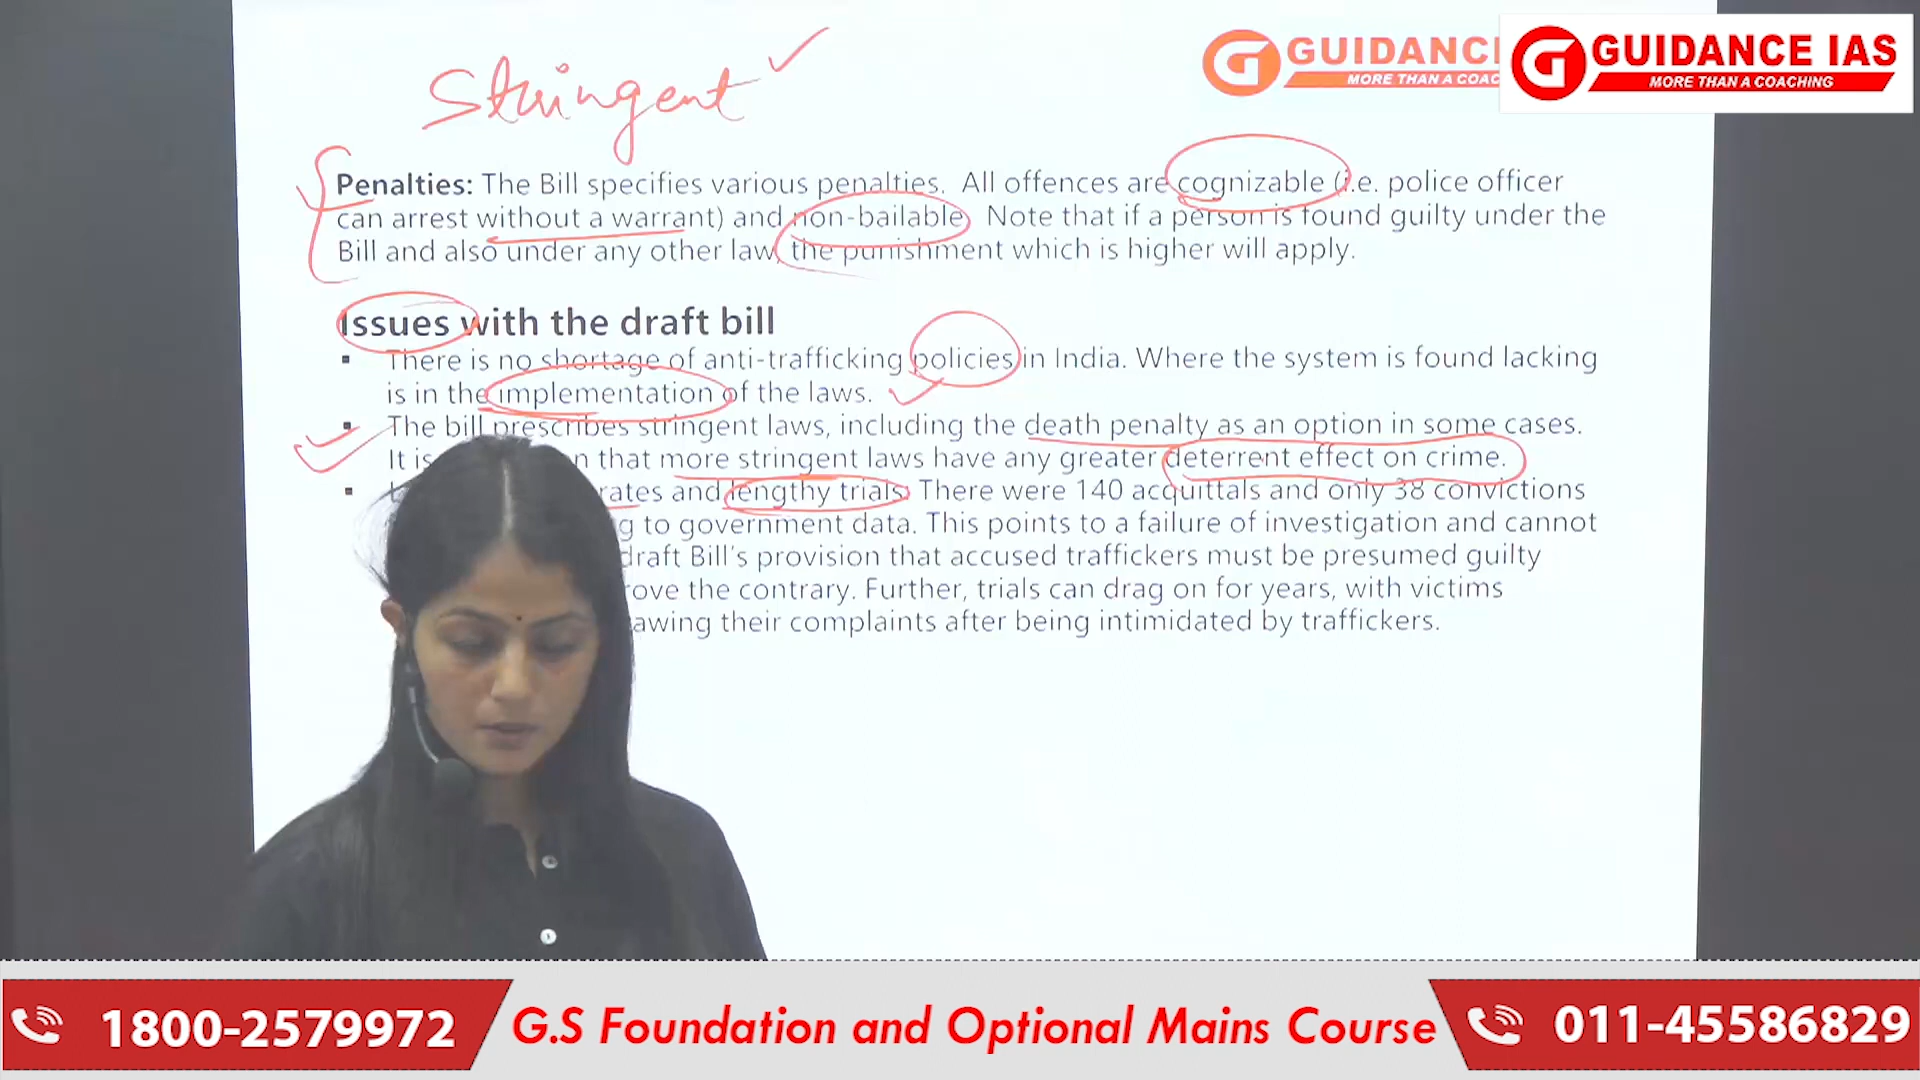 Stringent
GUIDANC
MORE THAN A COAC
GUIDANCE IAS
MORE THAN A COACHING
Penalties: The Bill specifies various penalties. All offences are cognizable (i.e. police officer
can arrest without a warrant) and non-bailable. Note that if a person is found guilty under the
Bill and also under any other law, the punishment which is higher will apply.
Issues with the draft bill
▪ There is no shortage of anti-trafficking policies in India. Where the system is found lacking
is in the implementation of the laws.
▪ The bill prescribes stringent laws, including the death penalty as an option in some cases.
It is n that more stringent laws have any greater deterrent effect on crime.
▪ rates and lengthy trials. There were 140 acquittals and only 38 convictions
g to government data. This points to a failure of investigation and cannot
draft Bill's provision that accused traffickers must be presumed guilty
ove the contrary. Further, trials can drag on for years, with victims
awing their complaints after being intimidated by traffickers.
1800-2579972
G.S Foundation and Optional Mains Course
011-45586829